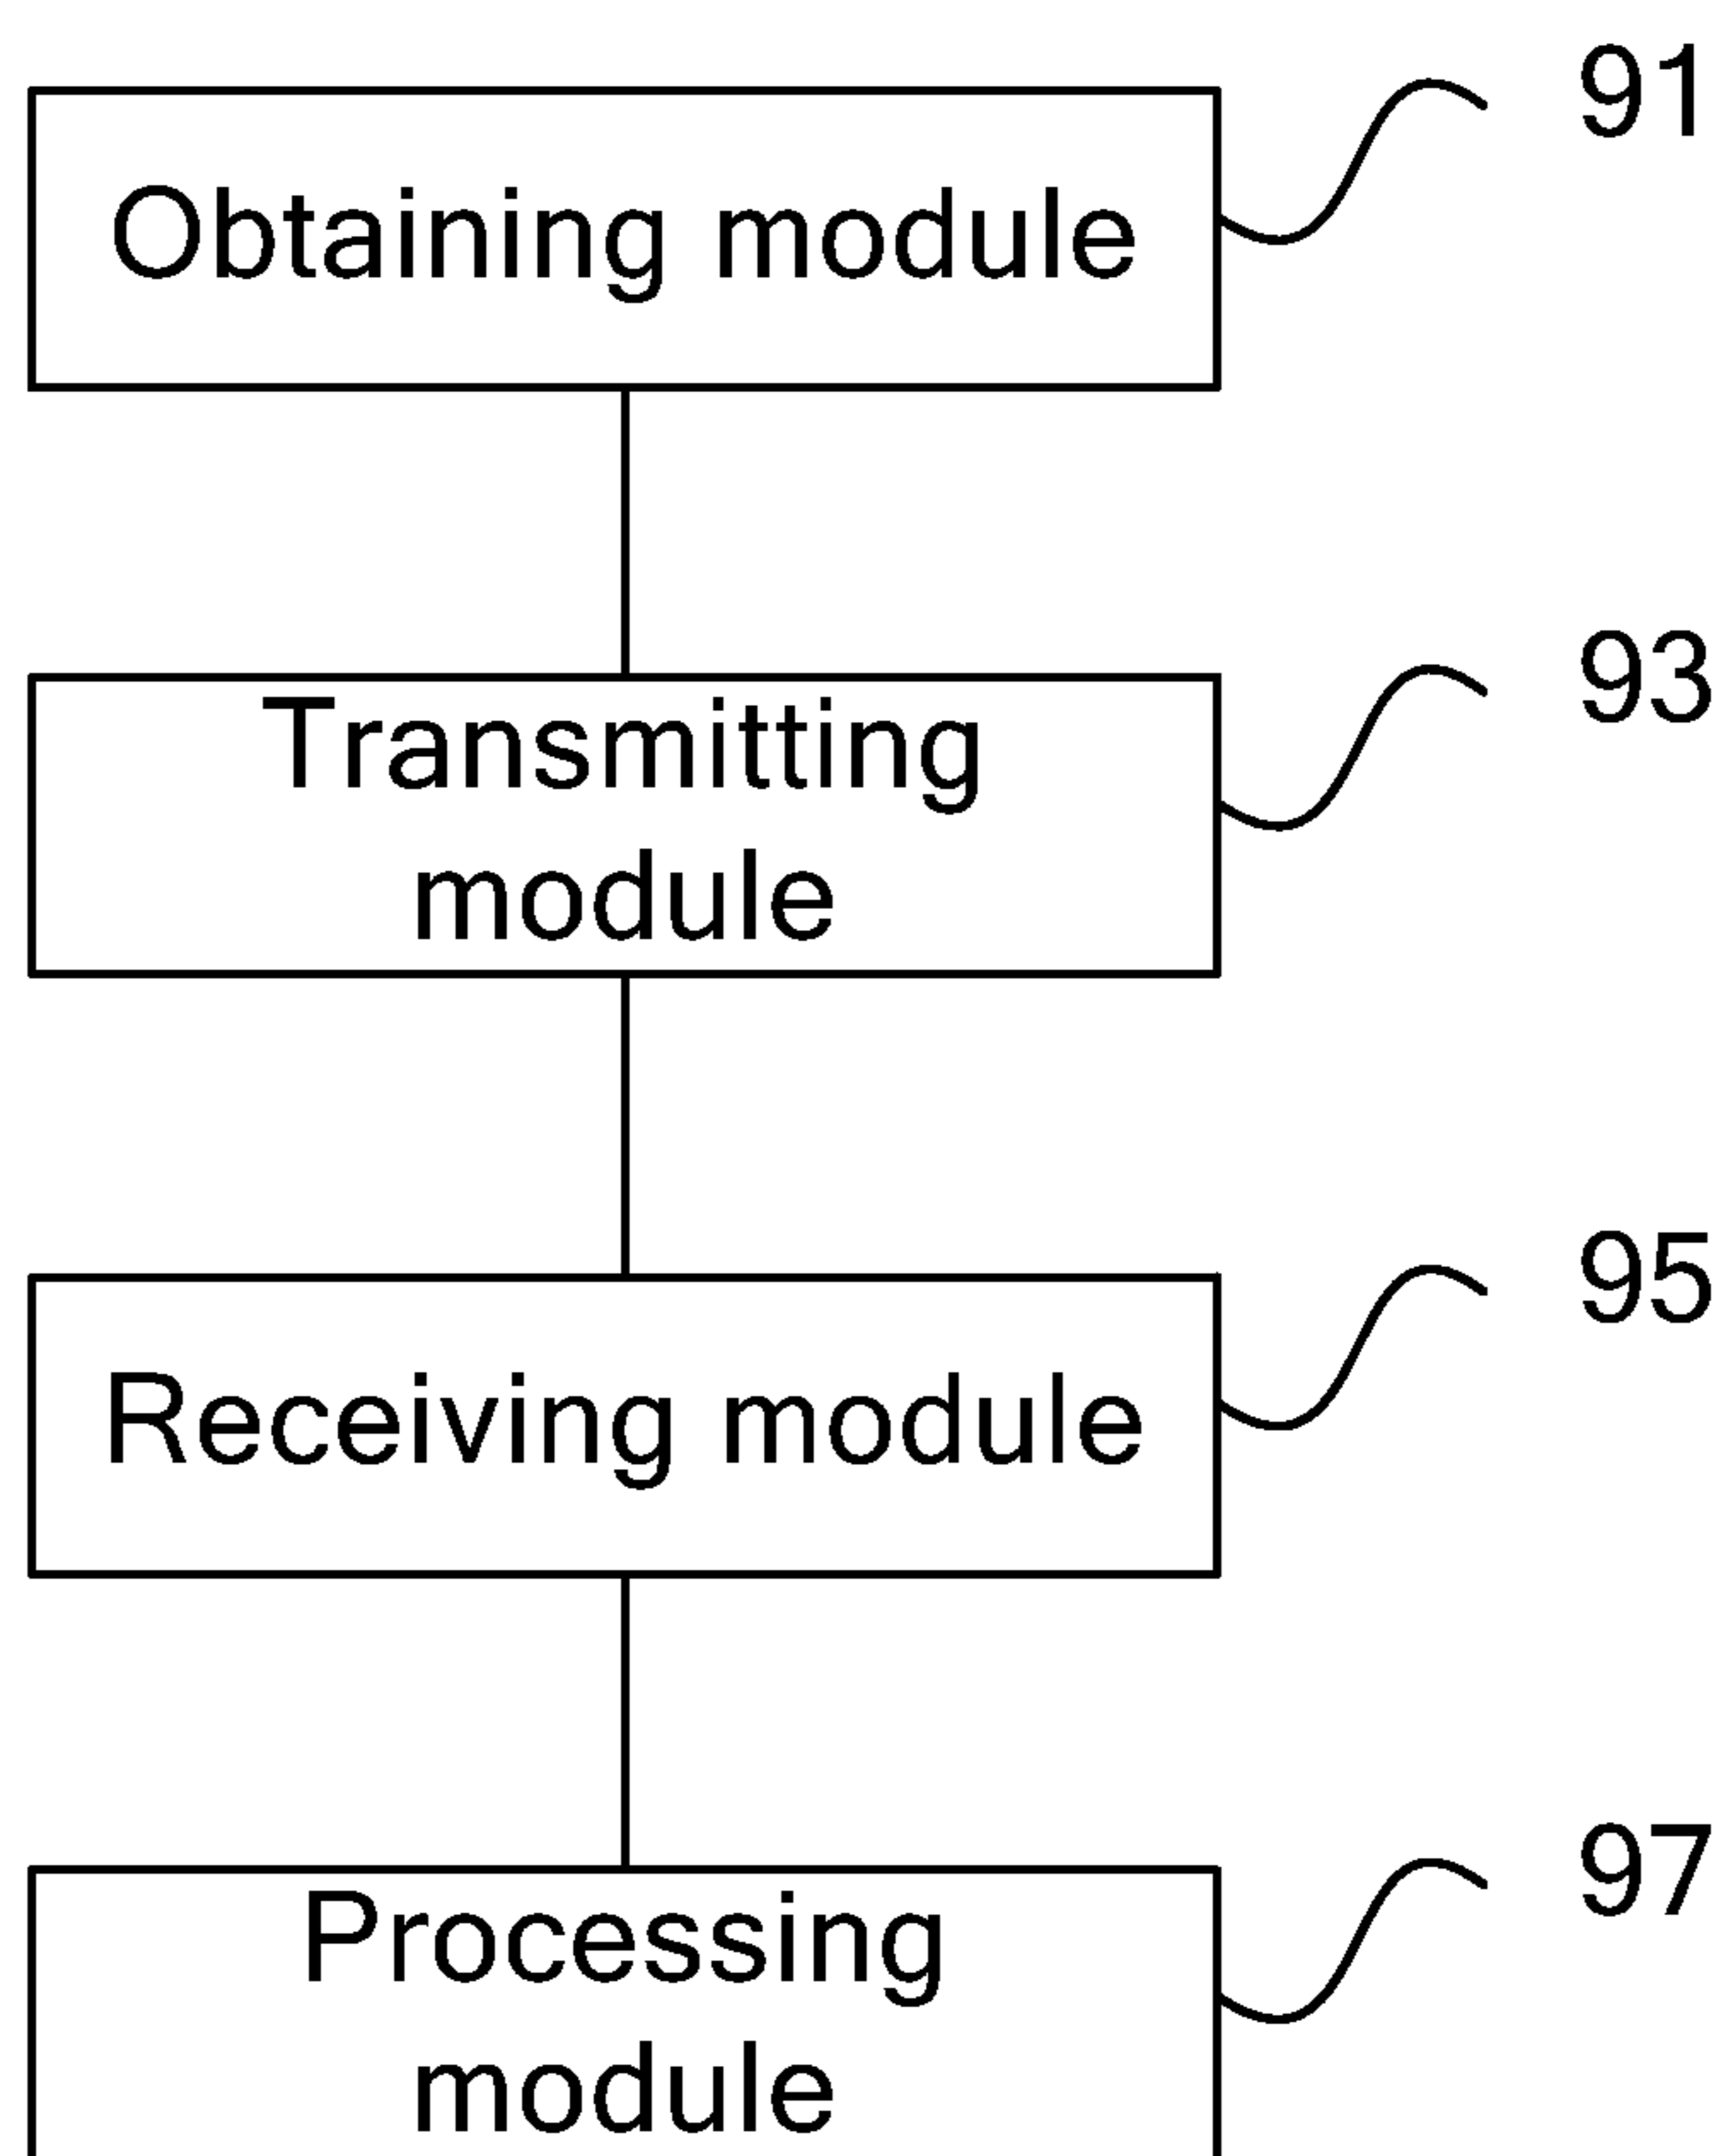 91
Obtaining module
93
Transmitting
module
95
Receiving module
97
Processing
module